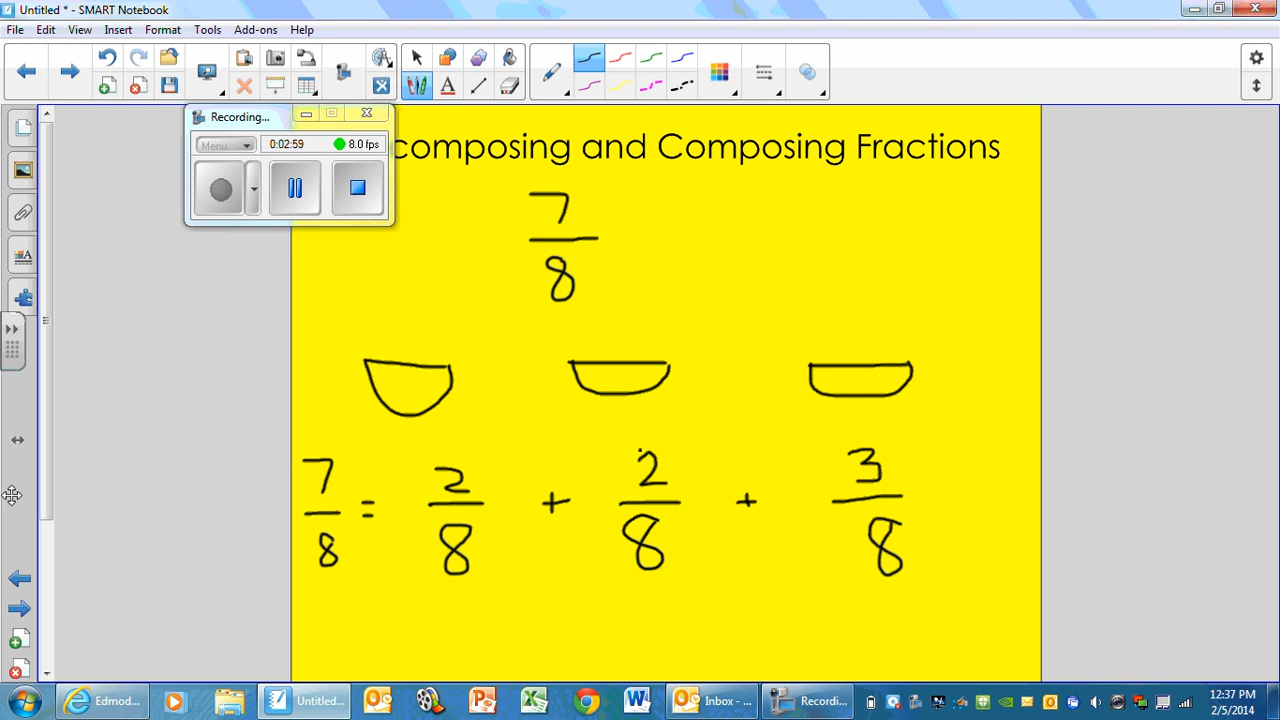 Untitled * - SMART Notebook
File Edit View Insert Format Tools Add-ons Help
Recording...
Menu 0:02:59 8.0 fps
composing and Composing Fractions
7
8
7/8 = 2/8 + 2/8 + 3/8
Edmod... Untitled... Inbox - ... Recordi... 12:37 PM
2/5/2014